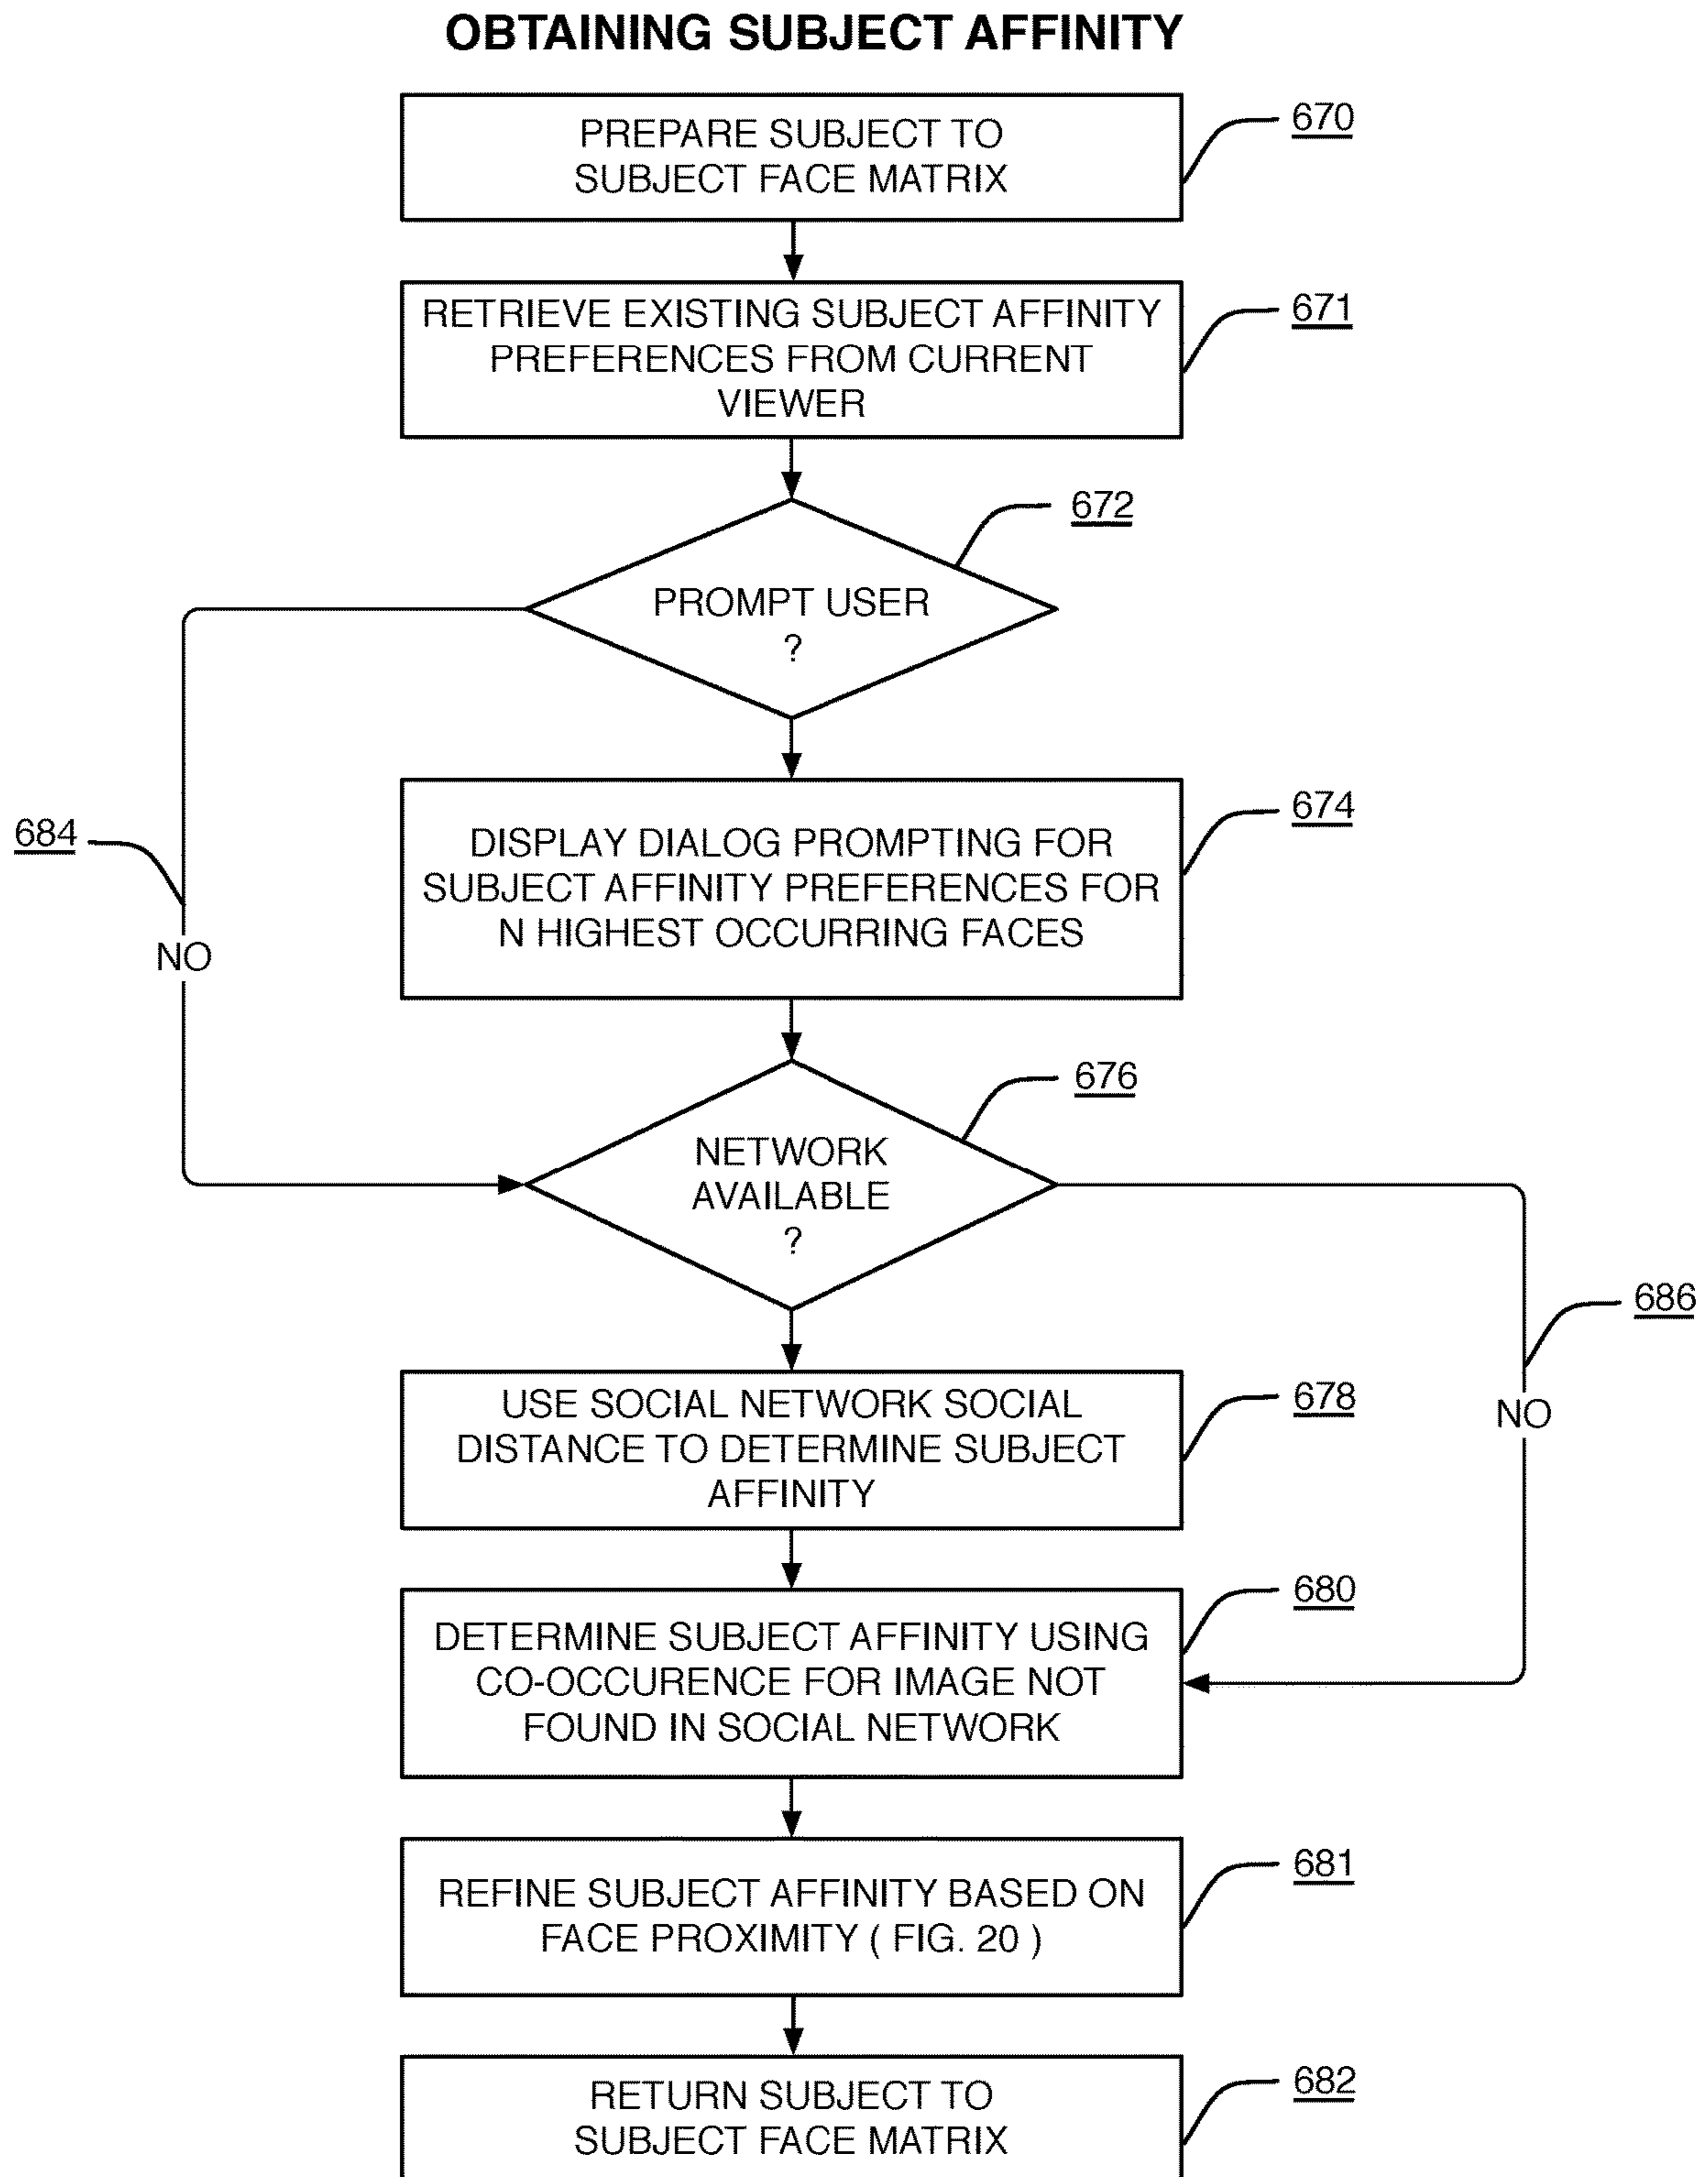 OBTAINING SUBJECT AFFINITY
PREPARE SUBJECT TO
SUBJECT FACE MATRIX
670
RETRIEVE EXISTING SUBJECT AFFINITY
PREFERENCES FROM CURRENT
VIEWER
671
672
PROMPT USER
?
684
NO
DISPLAY DIALOG PROMPTING FOR
SUBJECT AFFINITY PREFERENCES FOR
N HIGHEST OCCURRING FACES
674
676
NETWORK
AVAILABLE
?
686
NO
USE SOCIAL NETWORK SOCIAL
DISTANCE TO DETERMINE SUBJECT
AFFINITY
678
DETERMINE SUBJECT AFFINITY USING
CO-OCCURENCE FOR IMAGE NOT
FOUND IN SOCIAL NETWORK
680
REFINE SUBJECT AFFINITY BASED ON
FACE PROXIMITY ( FIG. 20 )
681
RETURN SUBJECT TO
SUBJECT FACE MATRIX
682